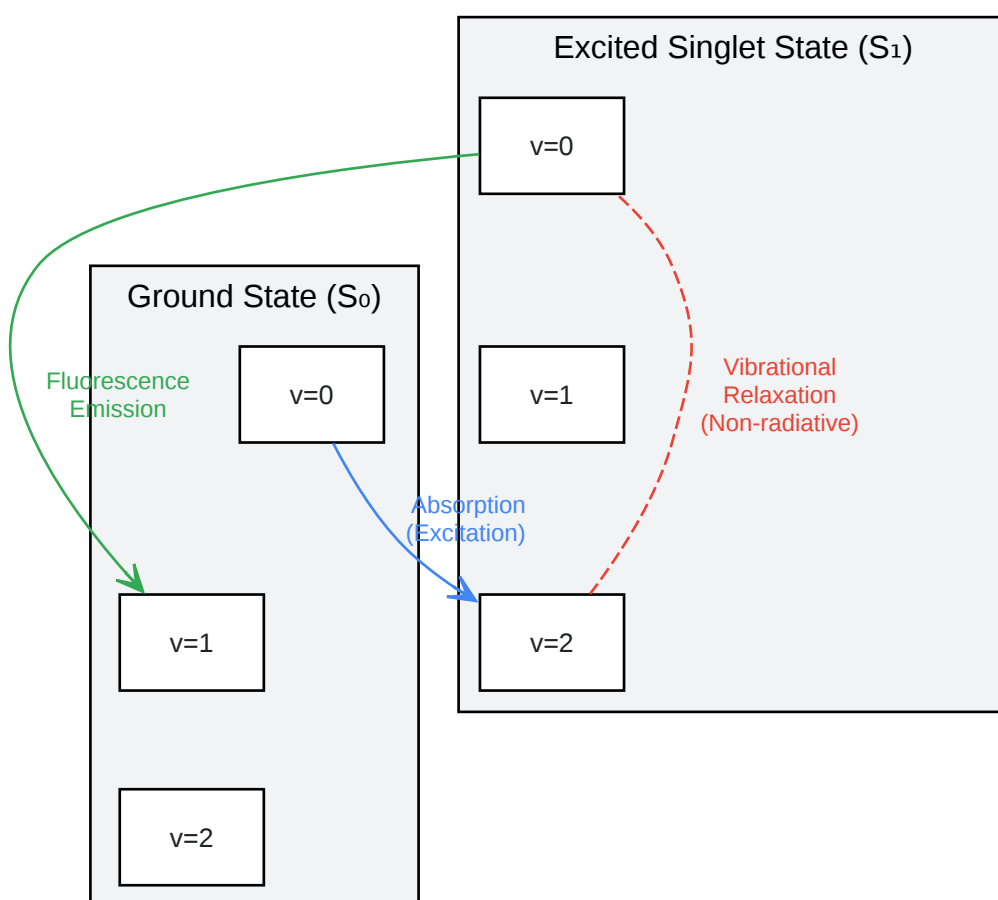 Excited Singlet State (S₁)
v=0
Ground State (S₀)
Fluorescence
Emission
v=0
v=1
Vibrational
Relaxation
(Non-radiative)
Absorption
(Excitation)
v=1
v=2
v=2